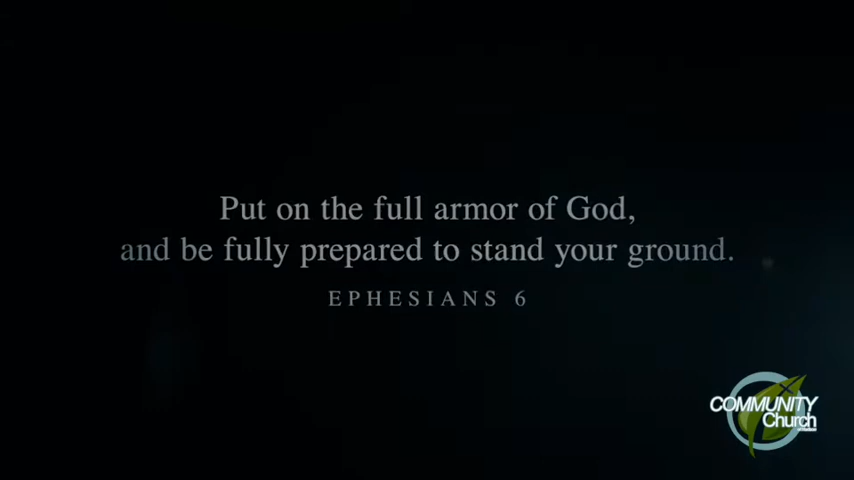 Put on the full armor of God,
and be fully prepared to stand your ground.
EPHESIANS 6
COMMUNITY
Church